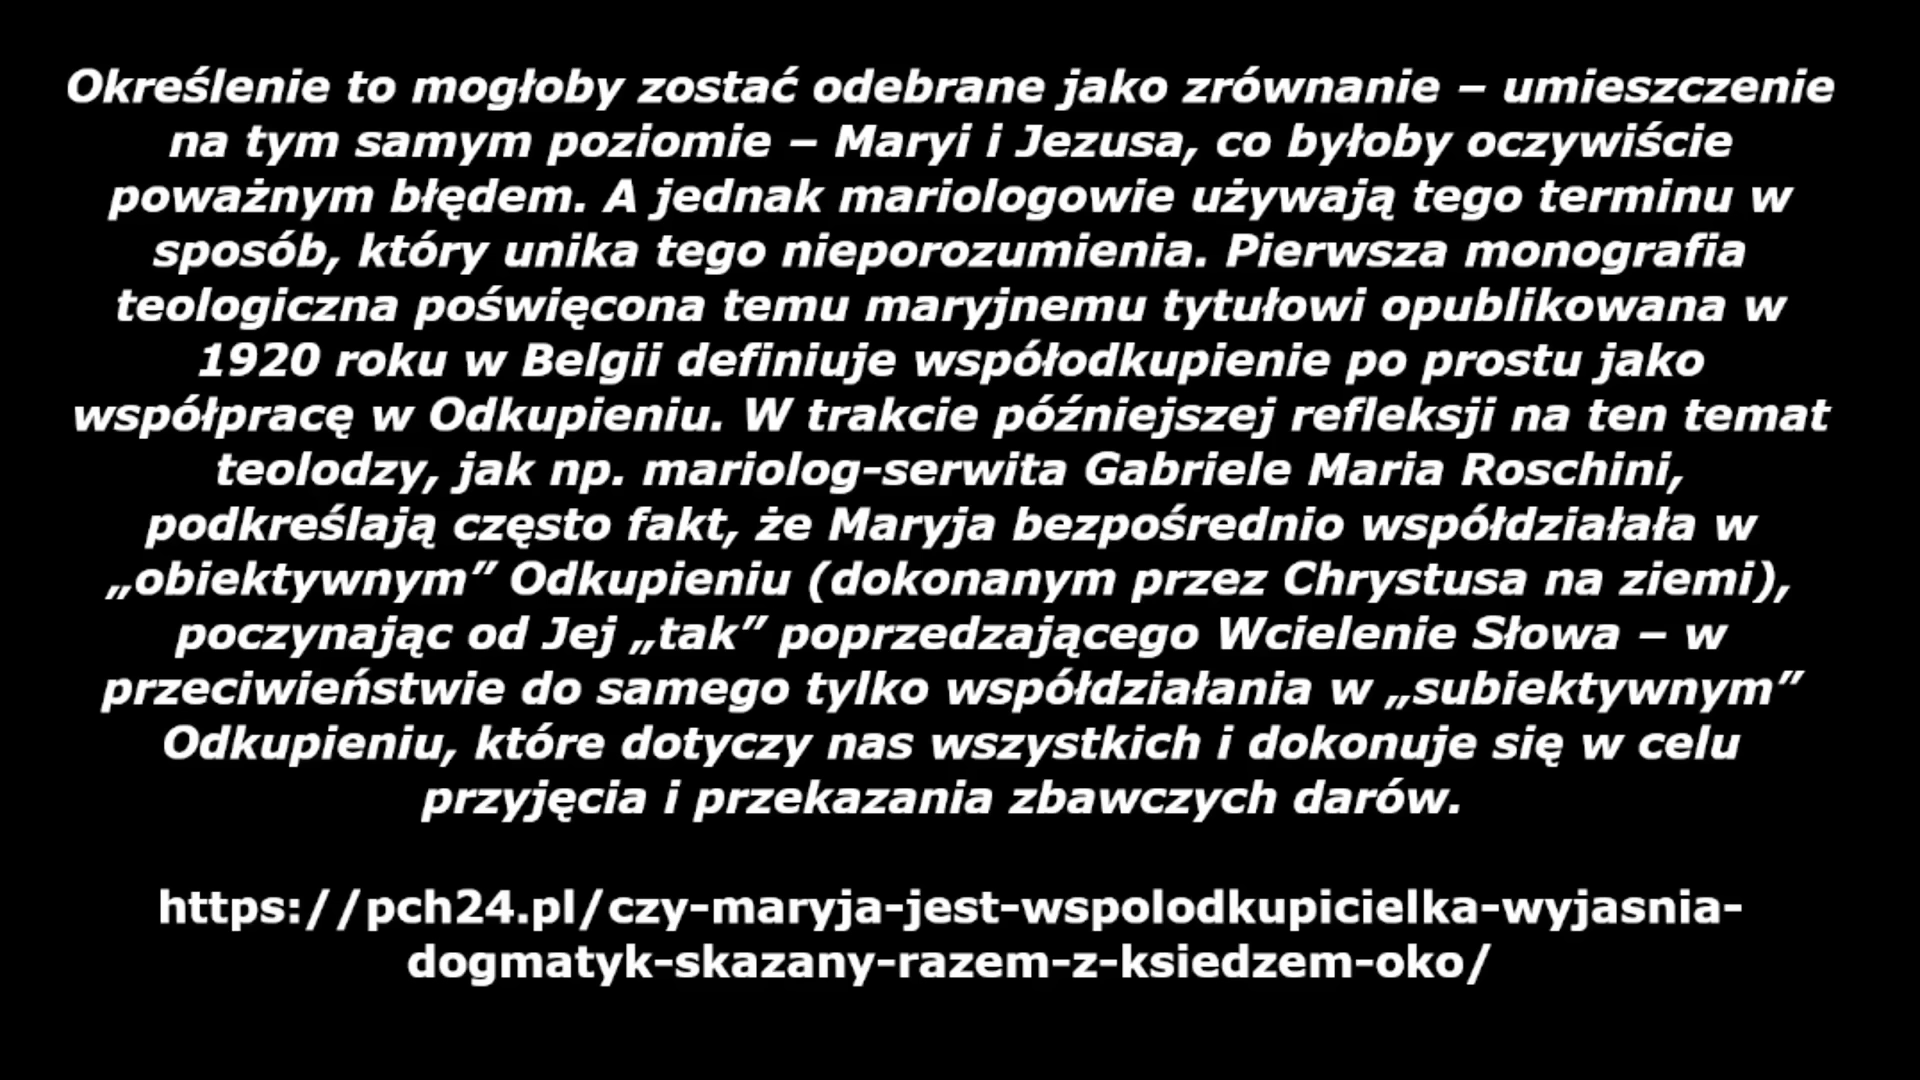 Określenie to mogłoby zostać odebrane jako zrównanie – umieszczenie
na tym samym poziomie – Maryi i Jezusa, co byłoby oczywiście
poważnym błędem. A jednak mariologowie używają tego terminu w
sposób, który unika tego nieporozumienia. Pierwsza monografia
teologiczna poświęcona temu maryjnemu tytułowi opublikowana w
1920 roku w Belgii definiuje współodkupienie po prostu jako
współpracę w Odkupieniu. W trakcie późniejszej refleksji na ten temat
teolodzy, jak np. mariolog-serwita Gabriele Maria Roschini,
podkreślają często fakt, że Maryja bezpośrednio współdziałała w
„obiektywnym” Odkupieniu (dokonanym przez Chrystusa na ziemi),
poczynając od Jej „tak” poprzedzającego Wcielenie Słowa – w
przeciwieństwie do samego tylko współdziałania w „subiektywnym”
Odkupieniu, które dotyczy nas wszystkich i dokonuje się w celu
przyjęcia i przekazania zbawczych darów.
https://pch24.pl/czy-maryja-jest-wspolodkupicielka-wyjasnia-
dogmatyk-skazany-razem-z-ksiedzem-oko/